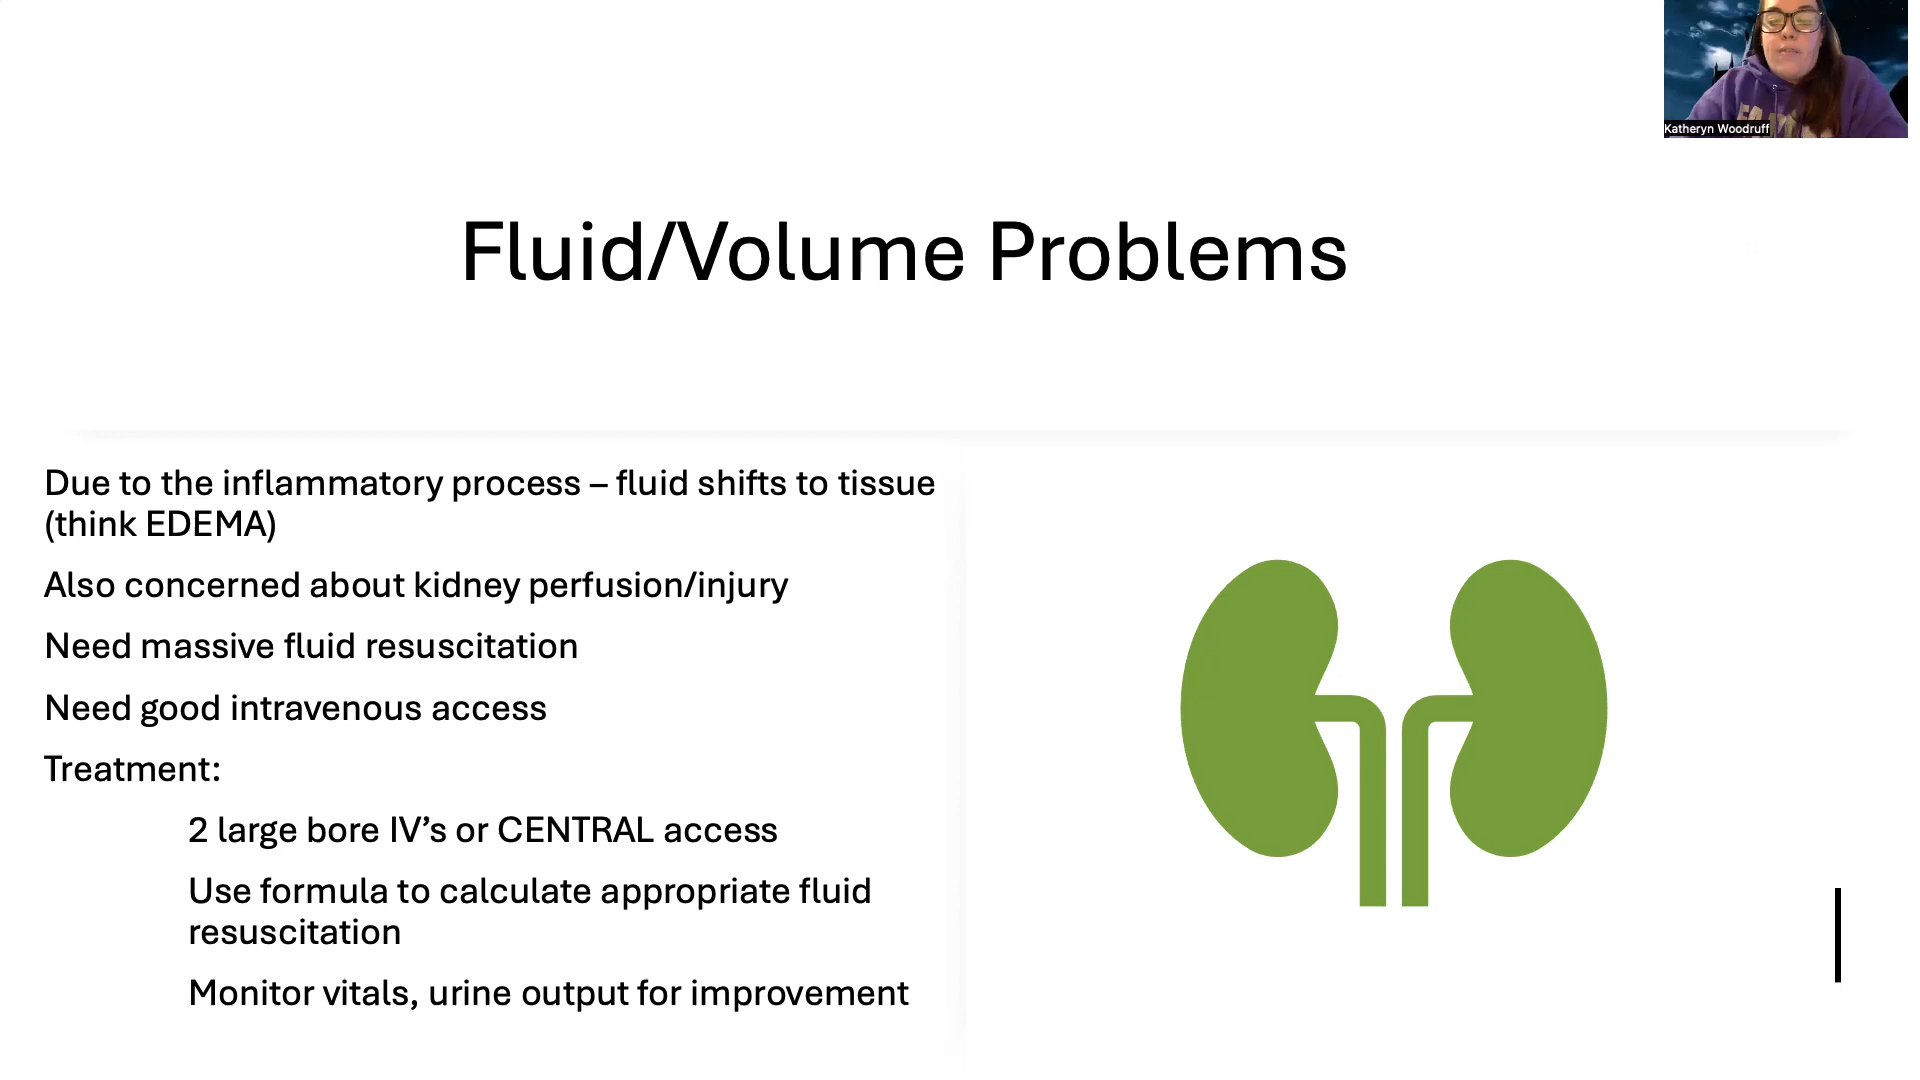 Katheryn Woodruff
Fluid/Volume Problems
Due to the inflammatory process – fluid shifts to tissue
(think EDEMA)
Also concerned about kidney perfusion/injury
Need massive fluid resuscitation
Need good intravenous access
Treatment:
2 large bore IV’s or CENTRAL access
Use formula to calculate appropriate fluid
resuscitation
Monitor vitals, urine output for improvement